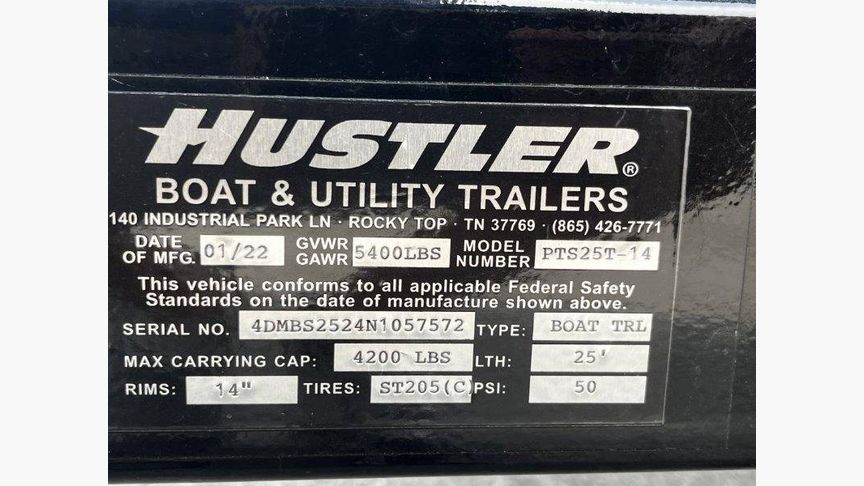 HUSTLER®
BOAT & UTILITY TRAILERS
140 INDUSTRIAL PARK LN · ROCKY TOP · TN 37769 · (865) 426-7771
DATE OF MFG. 01/22 GVWR GAWR 5400LBS MODEL NUMBER PTS25T-14
This vehicle conforms to all applicable Federal Safety
Standards on the date of manufacture shown above.
SERIAL NO. 4DMBS2524N1057572 TYPE: BOAT TRL
MAX CARRYING CAP: 4200 LBS LTH: 25'
RIMS: 14" TIRES: ST205(C) PSI: 50